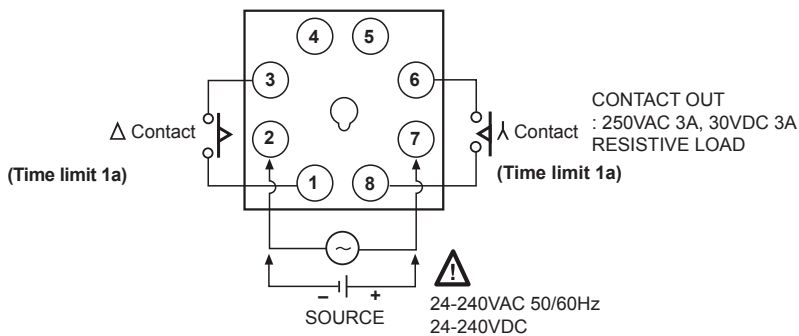 4 5
3 6
CONTACT OUT
: 250VAC 3A, 30VDC 3A
RESISTIVE LOAD
Δ Contact
2 7
⅄ Contact
(Time limit 1a)
(Time limit 1a)
1 8
~
!
− +
SOURCE
24-240VAC 50/60Hz
24-240VDC